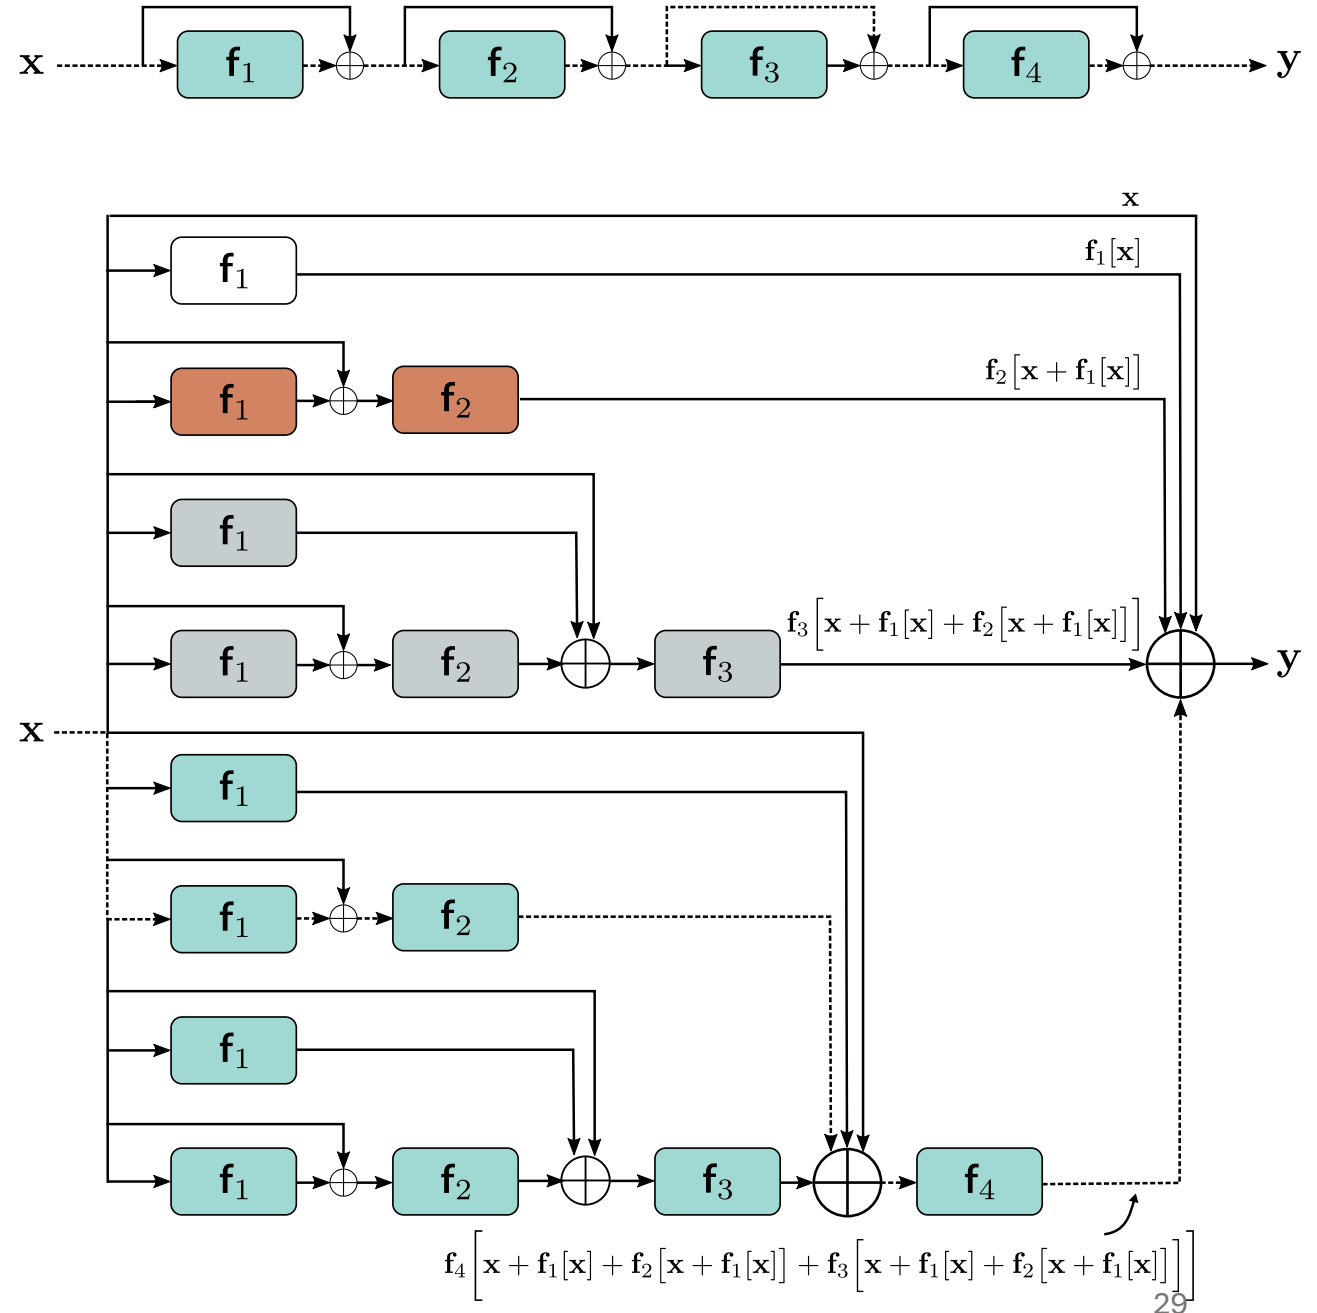 x f₁ f₂ f₃ f₄ y
x
f₁[x]
f₁
f₂[x + f₁[x]]
f₁ f₂
f₁
f₃[x + f₁[x] + f₂[x + f₁[x]]]
f₁ f₂ f₃ y
x
f₁
f₁ f₂
f₁
f₁ f₂ f₃ f₄
f₄[x + f₁[x] + f₂[x + f₁[x]] + f₃[x + f₁[x] + f₂[x + f₁[x]]]]
29